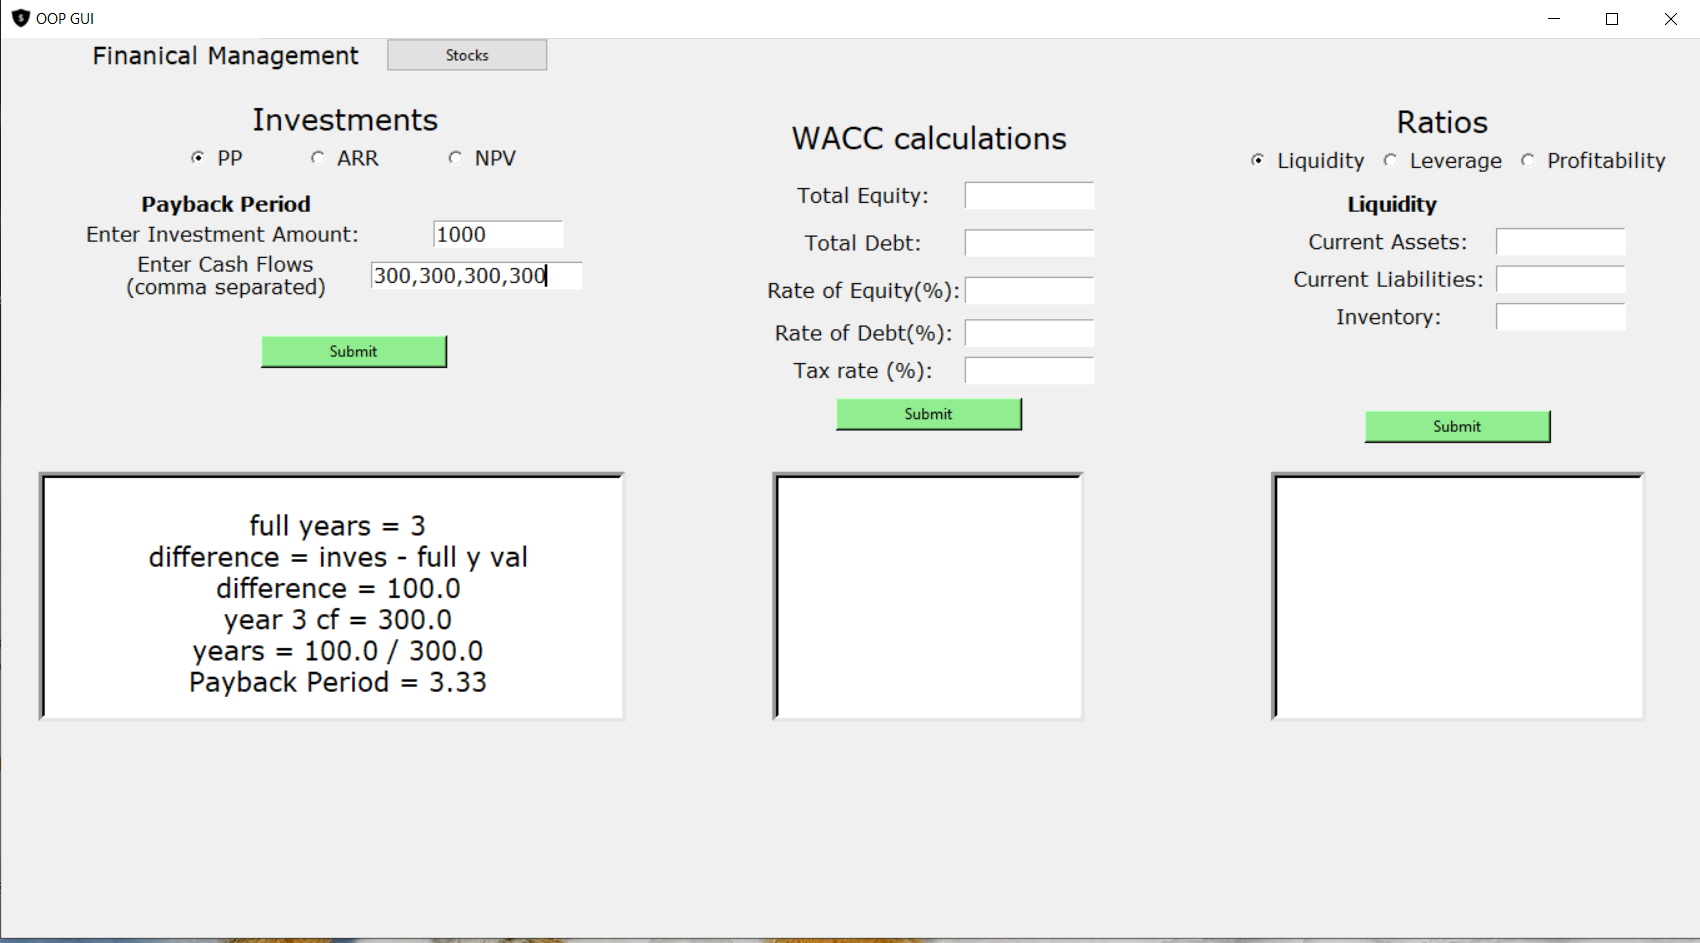 OOP GUI
Finanical Management
Stocks
Investments
PP ARR NPV
Payback Period
Enter Investment Amount: 1000
Enter Cash Flows
(comma separated)
300,300,300,300
Submit
full years = 3
difference = inves - full y val
difference = 100.0
year 3 cf = 300.0
years = 100.0 / 300.0
Payback Period = 3.33
WACC calculations
Total Equity:
Total Debt:
Rate of Equity(%):
Rate of Debt(%):
Tax rate (%):
Submit
Ratios
Liquidity Leverage Profitability
Liquidity
Current Assets:
Current Liabilities:
Inventory:
Submit